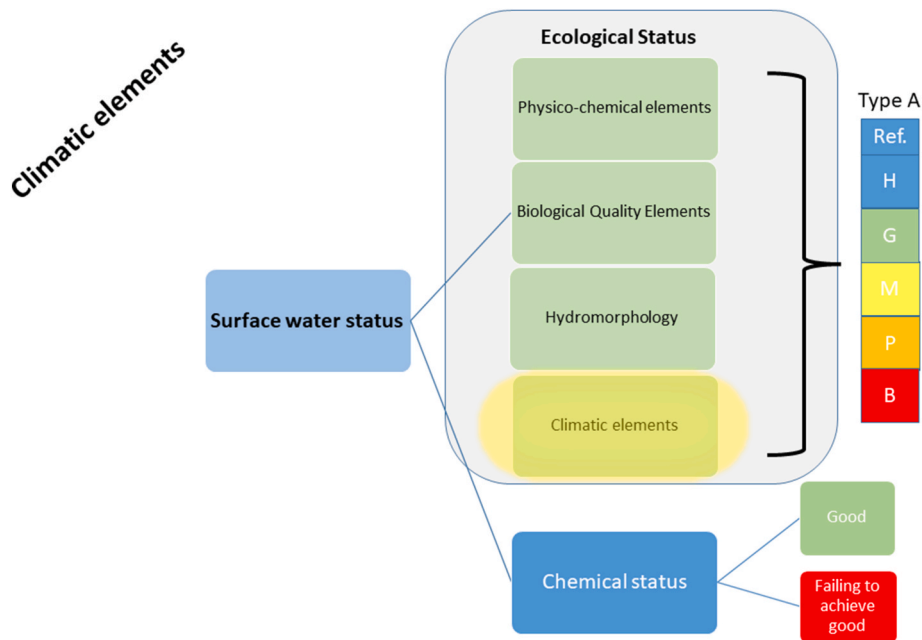 Climatic elements
Ecological Status
Physico-chemical elements
Biological Quality Elements
Hydromorphology
Climatic elements
Surface water status
Type A
Ref.
H
G
M
P
B
Chemical status
Good
Failing to
achieve
good